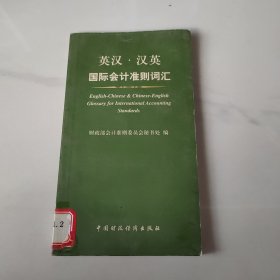 英汉·汉英
国际会计准则词汇
English-Chinese & Chinese-English
Glossary for International Accounting
Standards
财政部会计准则委员会秘书处 编
中国财政经济出版社
1.2